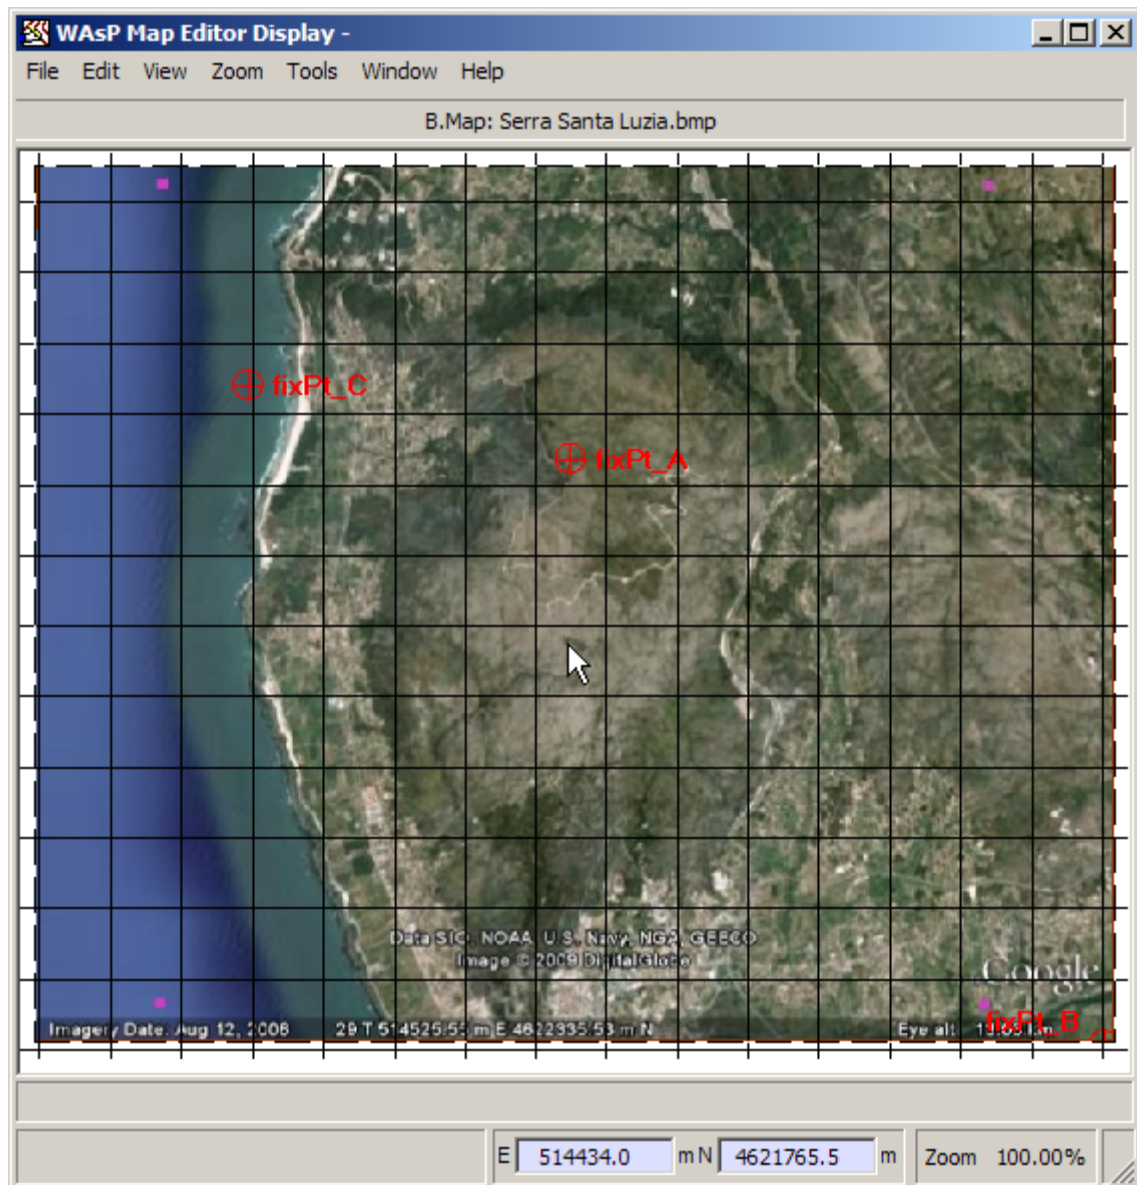 WAsP Map Editor Display -
File Edit View Zoom Tools Window Help
B.Map: Serra Santa Luzia.bmp
fixPt_C
fixPt_A
Data SIO, NOAA, U.S. Navy, NGA, GEBCO
Image © 2009 DigitalGlobe
Google
Imagery Date: Aug 12, 2006 29 T 514525.55 m E 4622335.53 m N Eye alt
fixPt_B
E 514434.0 m N 4621765.5 m Zoom 100.00%